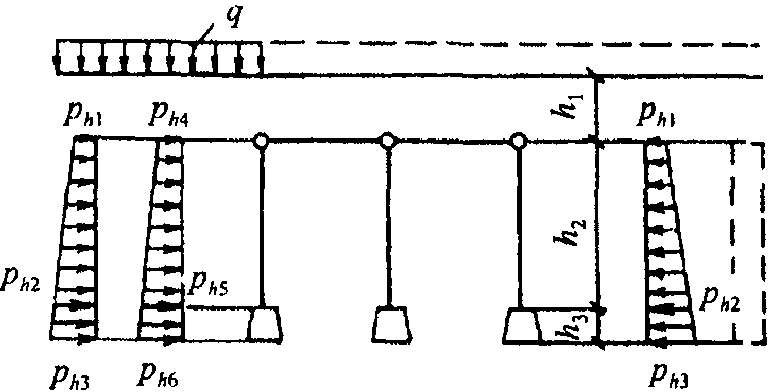 q
h₁
p_h1 p_h4 p_h1
h₂
p_h2 p_h5 p_h2
h₃
p_h3 p_h6 p_h3